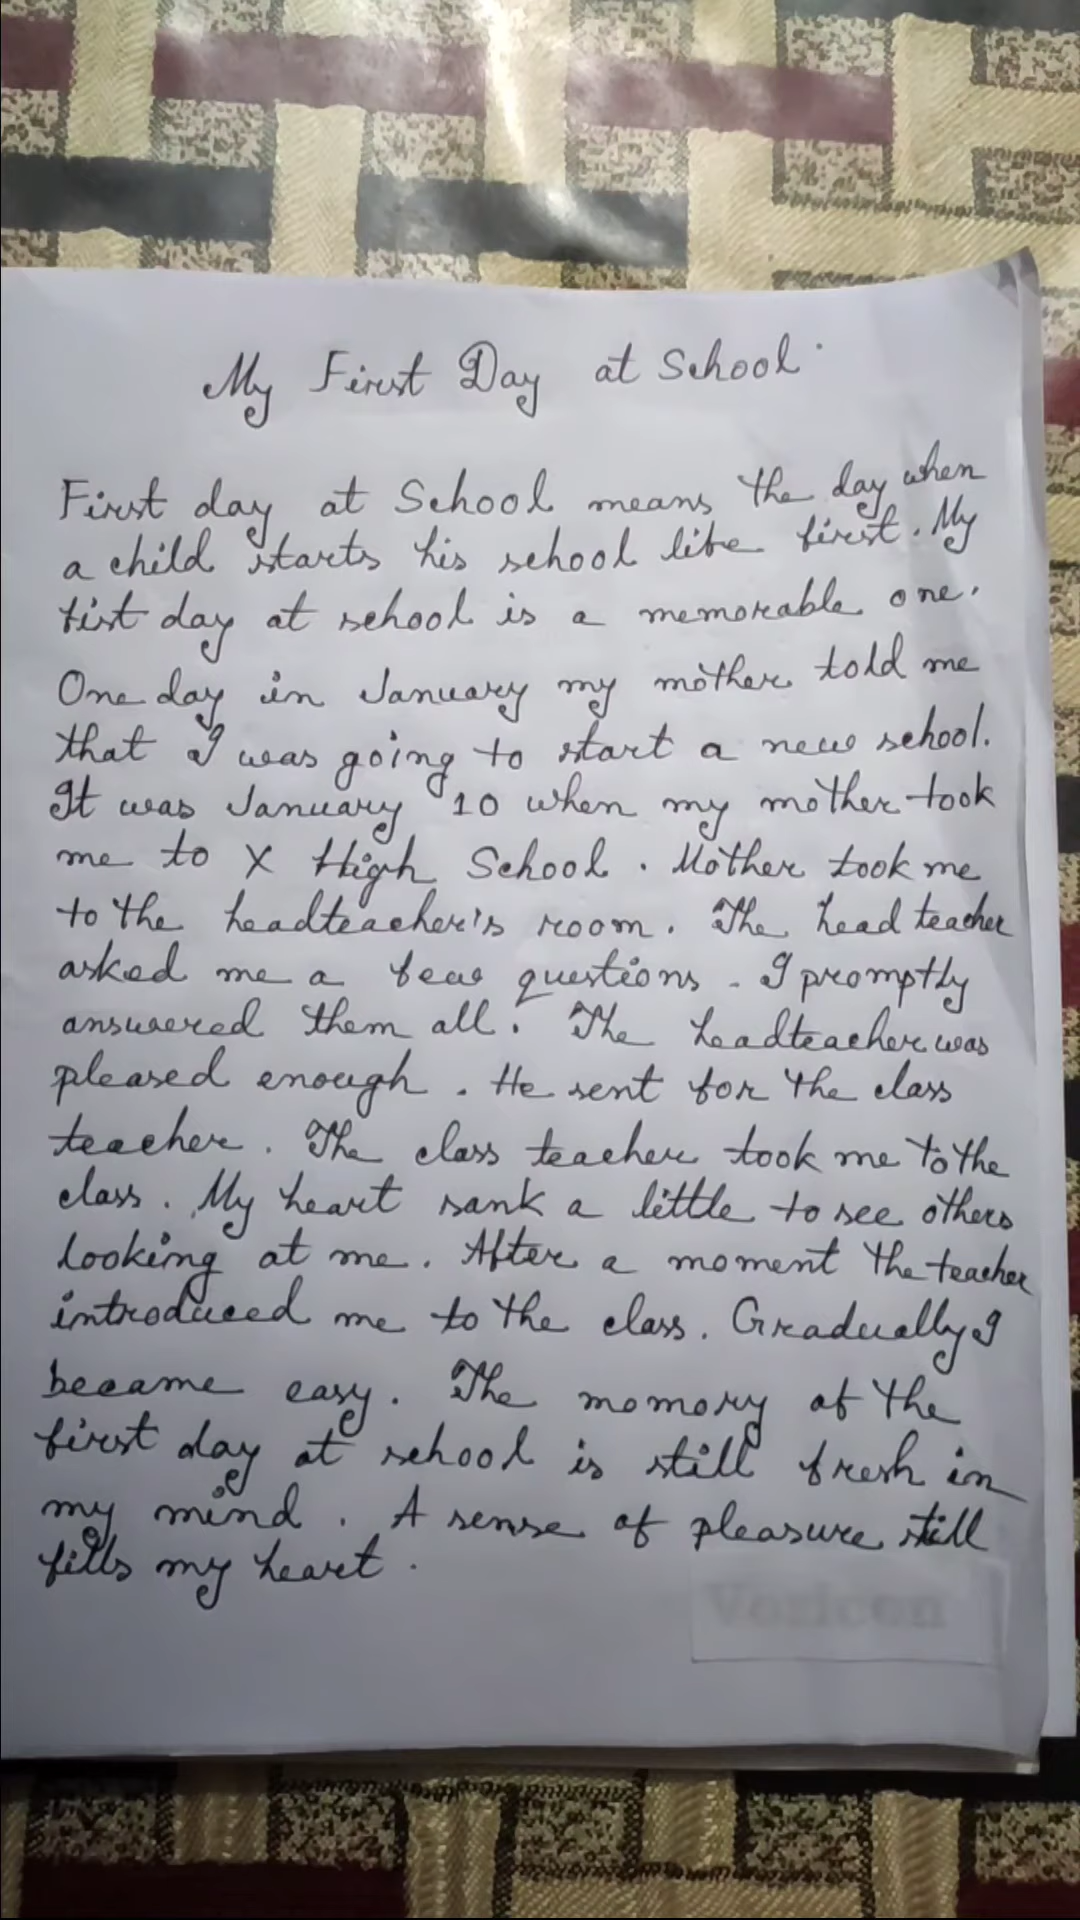 My First Day at School.
First day at School means the day when
a child starts his school life first. My
fist day at school is a memorable one.
One day in January my mother told me
that I was going to start a new school.
It was January 10 when my mother took
me to X High School. Mother took me
to the headteacher's room. The head teacher
asked me a few questions. I promptly
answered them all. The headteacher was
pleased enough. He sent for the class
teacher. The class teacher took me to the
class. My heart sank a little to see others
looking at me. After a moment the teacher
introduced me to the class. Gradually I
became easy. The momory of the
first day at school is still fresh in
my mind. A sense of pleasure still
fills my heart.